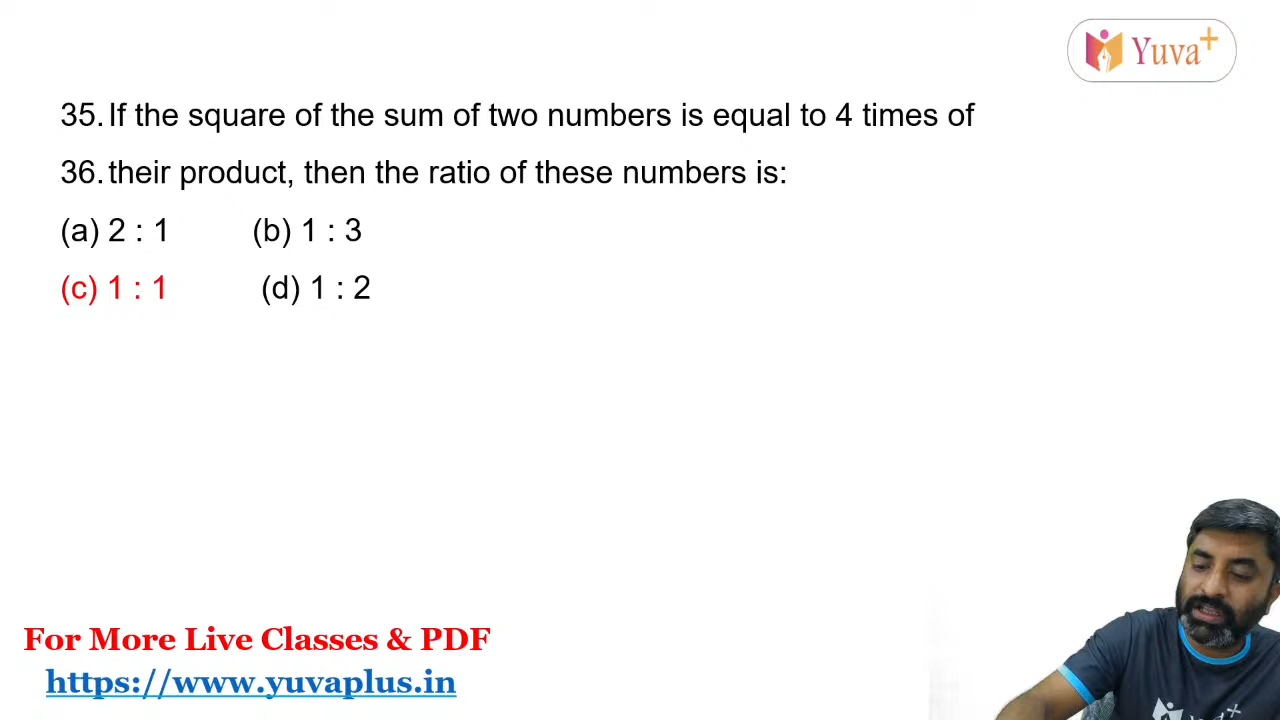 Yuva+
35. If the square of the sum of two numbers is equal to 4 times of
36. their product, then the ratio of these numbers is:
(a) 2 : 1 (b) 1 : 3
(c) 1 : 1 (d) 1 : 2
For More Live Classes & PDF
https://www.yuvaplus.in